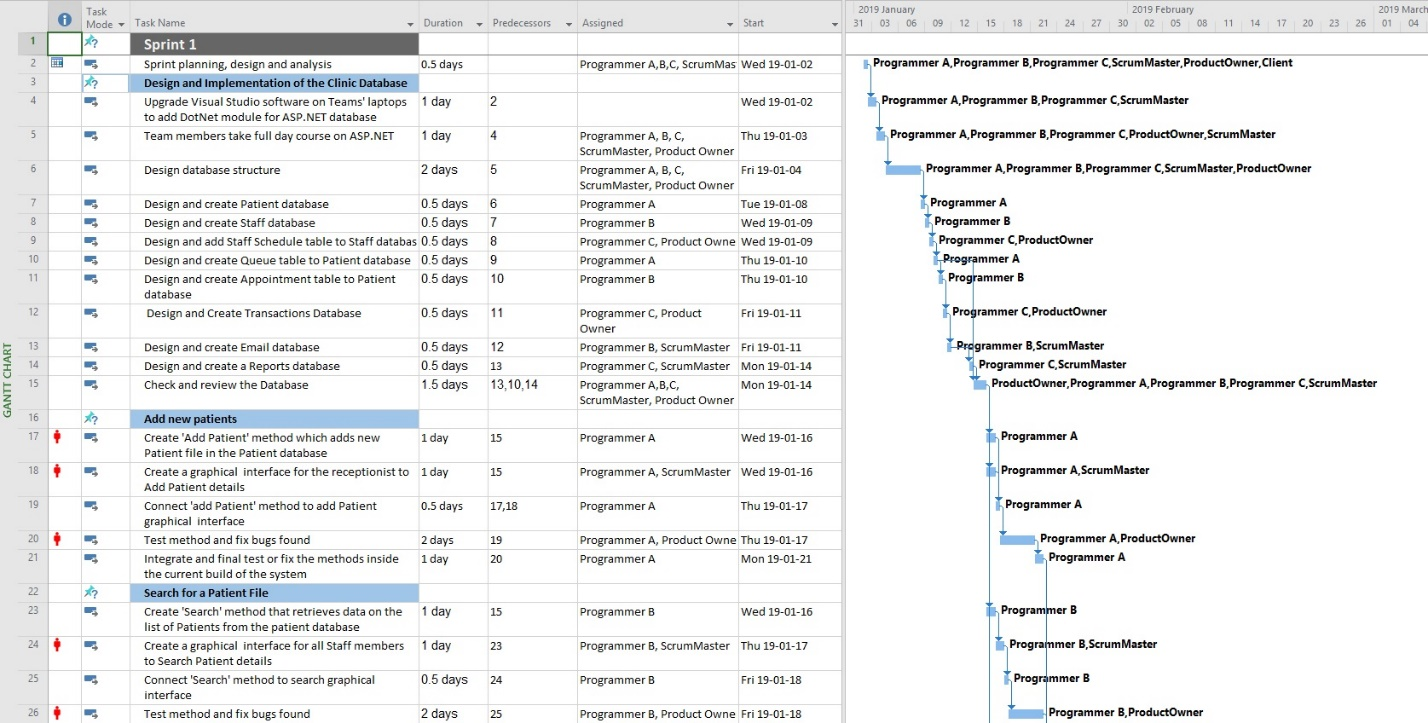 Task Mode Task Name Duration Predecessors Assigned Start 2019 January 2019 February 2019 March
31 03 06 09 12 15 18 21 24 27 30 02 05 08 11 14 17 20 23 26 01 04
GANTT CHART
1 Sprint 1
2 Sprint planning, design and analysis 0.5 days Programmer A,B,C, ScrumMas Wed 19-01-02 Programmer A,Programmer B,Programmer C,ScrumMaster,ProductOwner,Client
3 Design and Implementation of the Clinic Database
4 Upgrade Visual Studio software on Teams' laptops 1 day 2 Wed 19-01-02 Programmer A,Programmer B,Programmer C,ScrumMaster
to add DotNet module for ASP.NET database
5 Team members take full day course on ASP.NET 1 day 4 Programmer A, B, C, Thu 19-01-03 Programmer A,Programmer B,Programmer C,ProductOwner,ScrumMaster
ScrumMaster, Product Owner
6 Design database structure 2 days 5 Programmer A, B, C, Fri 19-01-04 Programmer A,Programmer B,Programmer C,ScrumMaster,ProductOwner
ScrumMaster, Product Owner
7 Design and create Patient database 0.5 days 6 Programmer A Tue 19-01-08 Programmer A
8 Design and create Staff database 0.5 days 7 Programmer B Wed 19-01-09 Programmer B
9 Design and add Staff Schedule table to Staff databas 0.5 days 8 Programmer C, Product Owne Wed 19-01-09 Programmer C,ProductOwner
10 Design and create Queue table to Patient database 0.5 days 9 Programmer A Thu 19-01-10 Programmer A
11 Design and create Appointment table to Patient 0.5 days 10 Programmer B Thu 19-01-10 Programmer B
database
12 Design and Create Transactions Database 0.5 days 11 Programmer C, Product Fri 19-01-11 Programmer C,ProductOwner
Owner
13 Design and create Email database 0.5 days 12 Programmer B, ScrumMaster Fri 19-01-11 Programmer B,ScrumMaster
14 Design and create a Reports database 0.5 days 13 Programmer C, ScrumMaster Mon 19-01-14 Programmer C,ScrumMaster
15 Check and review the Database 1.5 days 13,10,14 Programmer A,B,C, Mon 19-01-14 ProductOwner,Programmer A,Programmer B,Programmer C,ScrumMaster
ScrumMaster, Product Owner
16 Add new patients
17 Create 'Add Patient' method which adds new 1 day 15 Programmer A Wed 19-01-16 Programmer A
Patient file in the Patient database
18 Create a graphical interface for the receptionist to 1 day 15 Programmer A, ScrumMaster Wed 19-01-16 Programmer A,ScrumMaster
Add Patient details
19 Connect 'add Patient' method to add Patient 0.5 days 17,18 Programmer A Thu 19-01-17 Programmer A
graphical interface
20 Test method and fix bugs found 2 days 19 Programmer A, Product Owne Thu 19-01-17 Programmer A,ProductOwner
21 Integrate and final test or fix the methods inside 1 day 20 Programmer A Mon 19-01-21 Programmer A
the current build of the system
22 Search for a Patient File
23 Create 'Search' method that retrieves data on the 1 day 15 Programmer B Wed 19-01-16 Programmer B
list of Patients from the patient database
24 Create a graphical interface for all Staff members 1 day 23 Programmer B, ScrumMaster Thu 19-01-17 Programmer B,ScrumMaster
to Search Patient details
25 Connect 'Search' method to search graphical 0.5 days 24 Programmer B Fri 19-01-18 Programmer B
interface
26 Test method and fix bugs found 2 days 25 Programmer B, Product Owne Fri 19-01-18 Programmer B,ProductOwner